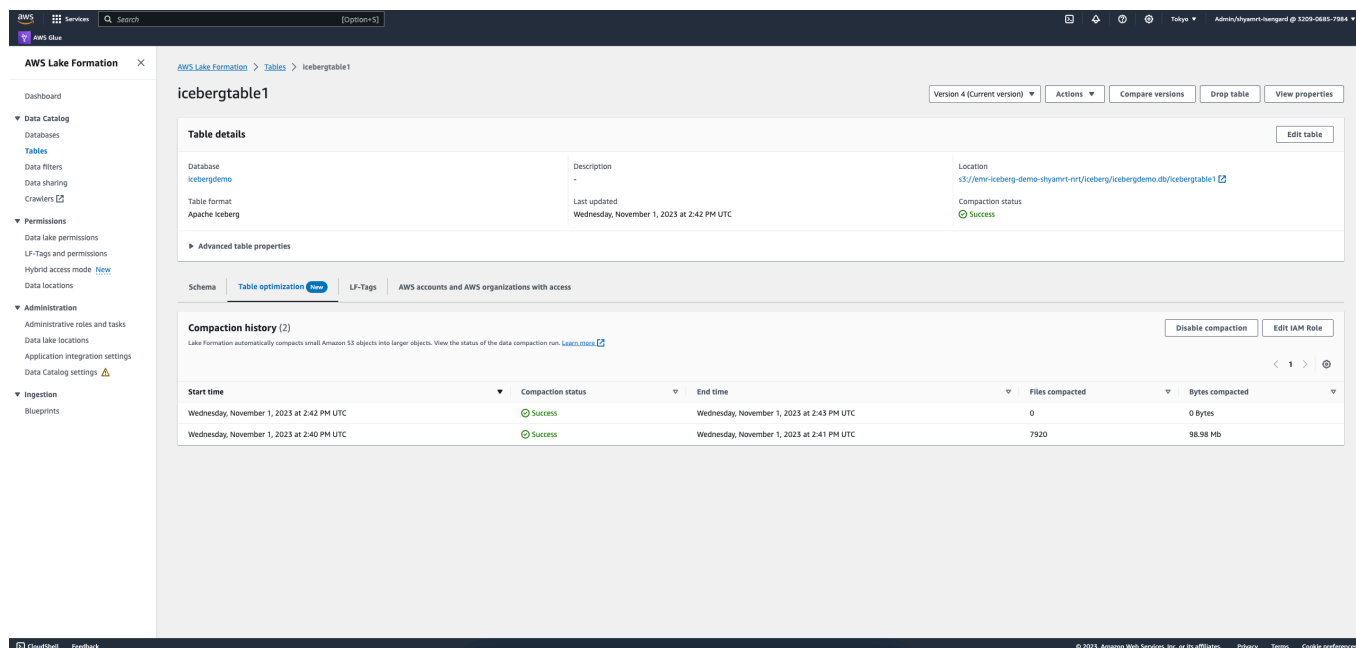 aws Services Search [Option+S] Tokyo Admin/shyamrt-Isengard @ 3209-0685-7984
AWS Glue
AWS Lake Formation
Dashboard
Data Catalog
Databases
Tables
Data filters
Data sharing
Crawlers
Permissions
Data lake permissions
LF-Tags and permissions
Hybrid access mode New
Data locations
Administration
Administrative roles and tasks
Data lake locations
Application integration settings
Data Catalog settings
Ingestion
Blueprints
AWS Lake Formation > Tables > icebergtable1
icebergtable1 Version 4 (Current version) Actions Compare versions Drop table View properties
Table details Edit table
Database Description Location
icebergdemo - s3://emr-iceberg-demo-shyamrt-nrt/iceberg/icebergdemo.db/icebergtable1
Table format Last updated Compaction status
Apache Iceberg Wednesday, November 1, 2023 at 2:42 PM UTC Success
Advanced table properties
Schema Table optimization New LF-Tags AWS accounts and AWS organizations with access
Compaction history (2) Disable compaction Edit IAM Role
Lake Formation automatically compacts small Amazon S3 objects into larger objects. View the status of the data compaction run. Learn more
< 1 >
Start time Compaction status End time Files compacted Bytes compacted
Wednesday, November 1, 2023 at 2:42 PM UTC Success Wednesday, November 1, 2023 at 2:43 PM UTC 0 0 Bytes
Wednesday, November 1, 2023 at 2:40 PM UTC Success Wednesday, November 1, 2023 at 2:41 PM UTC 7920 98.98 Mb
CloudShell Feedback © 2023, Amazon Web Services, Inc. or its affiliates. Privacy Terms Cookie preferences